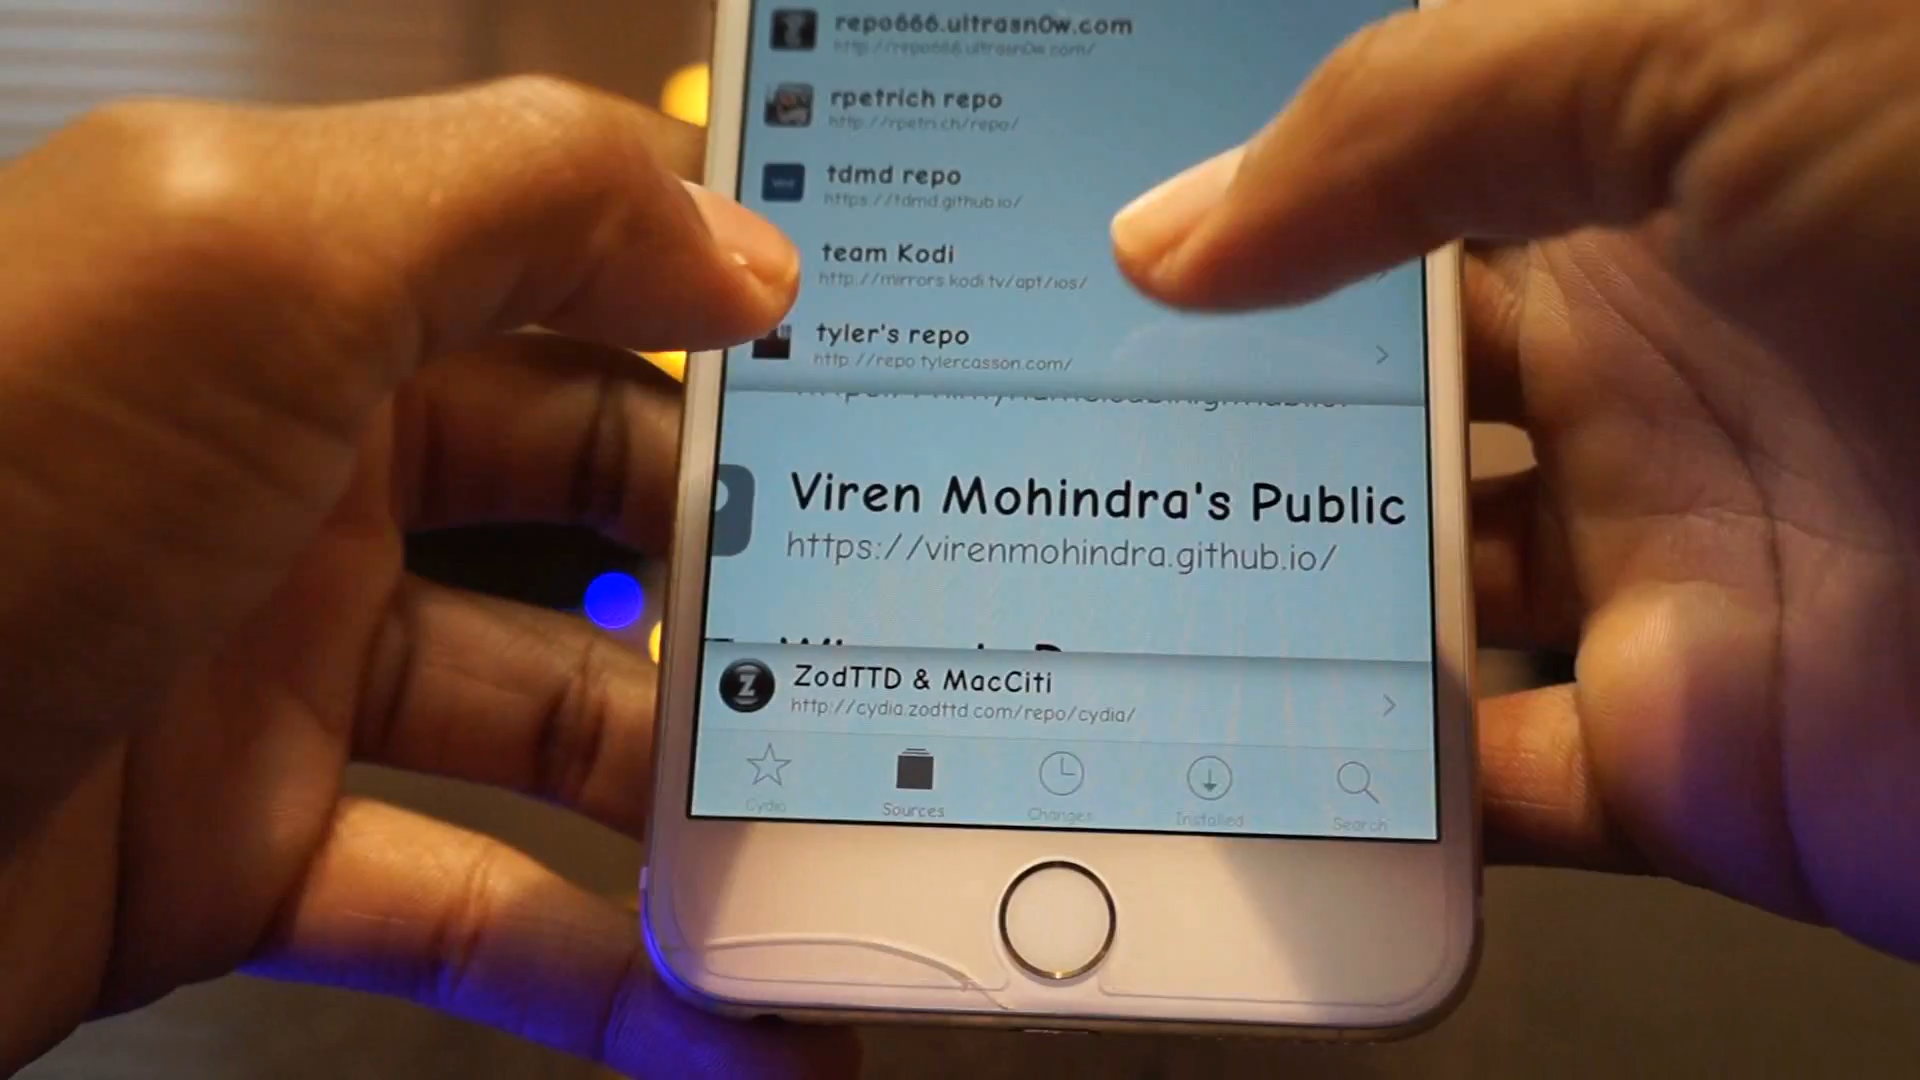 repo666.ultrasn0w.com
http://repo666.ultrasn0w.com/
rpetrich repo
http://rpetri.ch/repo/
tdmd repo
https://tdmd.github.io/
team Kodi
http://mirrors.kodi.tv/apt/ios/
tyler's repo
http://repo.tylercasson.com/
Viren Mohindra's Public
https://virenmohindra.github.io/
ZodTTD & MacCiti
http://cydia.zodttd.com/repo/cydia/
Cydia
Sources
Changes
Installed
Search